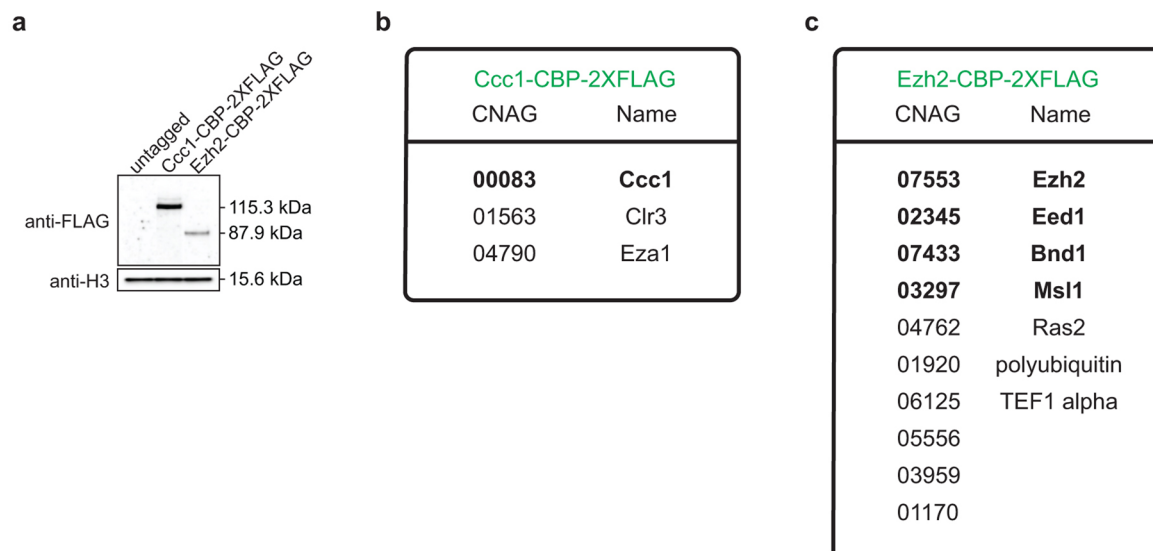 a
untagged
Ccc1-CBP-2XFLAG
Ezh2-CBP-2XFLAG
anti-FLAG
115.3 kDa
87.9 kDa
anti-H3
15.6 kDa
b
Ccc1-CBP-2XFLAG
CNAG Name
00083 Ccc1
01563 Clr3
04790 Eza1
c
Ezh2-CBP-2XFLAG
CNAG Name
07553 Ezh2
02345 Eed1
07433 Bnd1
03297 Msl1
04762 Ras2
01920 polyubiquitin
06125 TEF1 alpha
05556
03959
01170